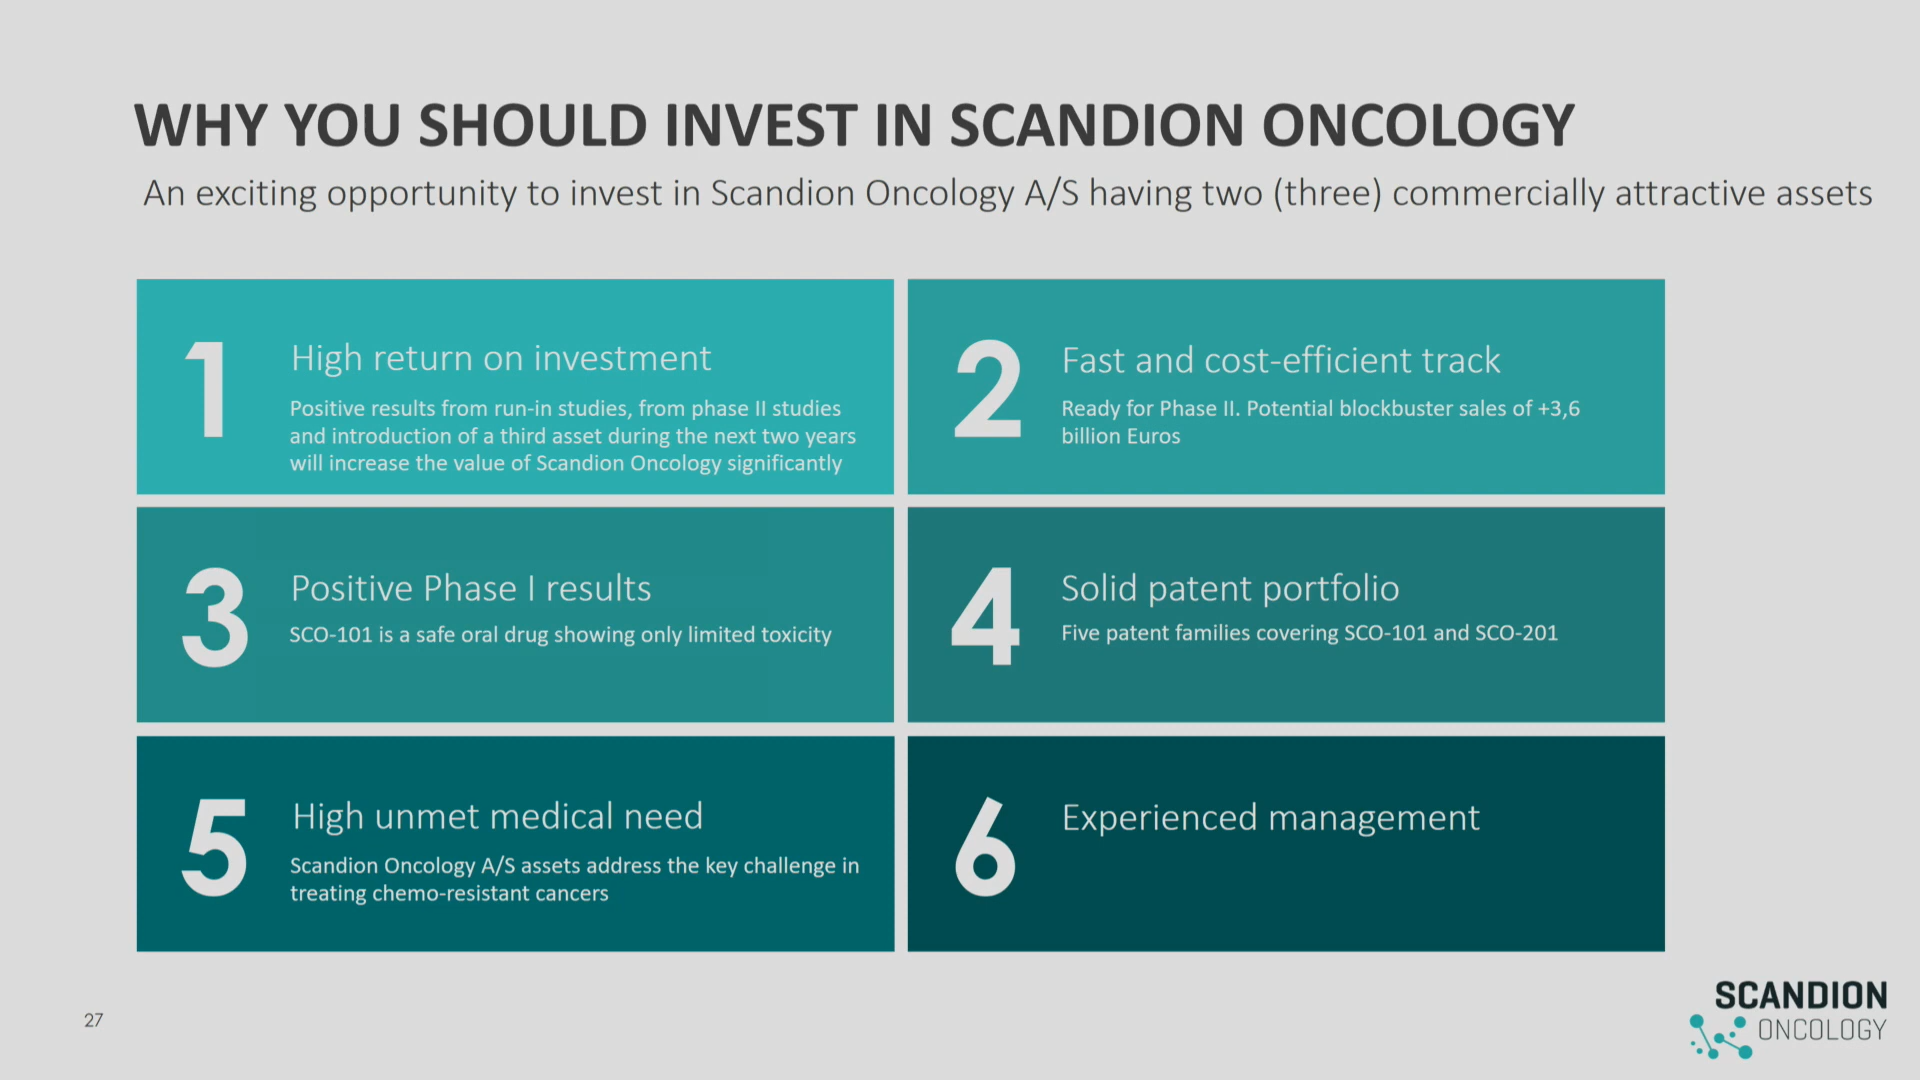 WHY YOU SHOULD INVEST IN SCANDION ONCOLOGY
An exciting opportunity to invest in Scandion Oncology A/S having two (three) commercially attractive assets
1
High return on investment
Positive results from run-in studies, from phase II studies
and introduction of a third asset during the next two years
will increase the value of Scandion Oncology significantly
2
Fast and cost-efficient track
Ready for Phase II. Potential blockbuster sales of +3,6
billion Euros
3
Positive Phase I results
SCO-101 is a safe oral drug showing only limited toxicity
4
Solid patent portfolio
Five patent families covering SCO-101 and SCO-201
5
High unmet medical need
Scandion Oncology A/S assets address the key challenge in
treating chemo-resistant cancers
6
Experienced management
27
SCANDION
ONCOLOGY